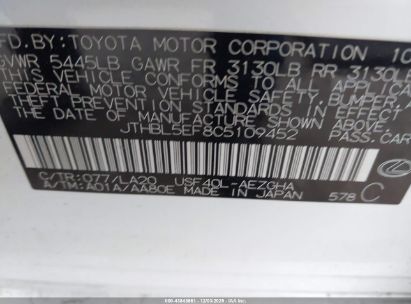 MFD. BY: TOYOTA MOTOR CORPORATION 10
GVWR 5445LB GAWR FR 3130LB RR 3130LB
THIS VEHICLE CONFORMS TO ALL APPLICA
FEDERAL MOTOR VEHICLE SAFETY, BUMPER, A
THEFT PREVENTION STANDARDS IN EFFECT
THE DATE OF MANUFACTURE SHOWN ABOVE.
JTHBL5EF8C5109452 PASS.CAR
C/TR:077/LA20 USF40L-AEZGHA
A/TM:A01A/AA80E MADE IN JAPAN 578 C